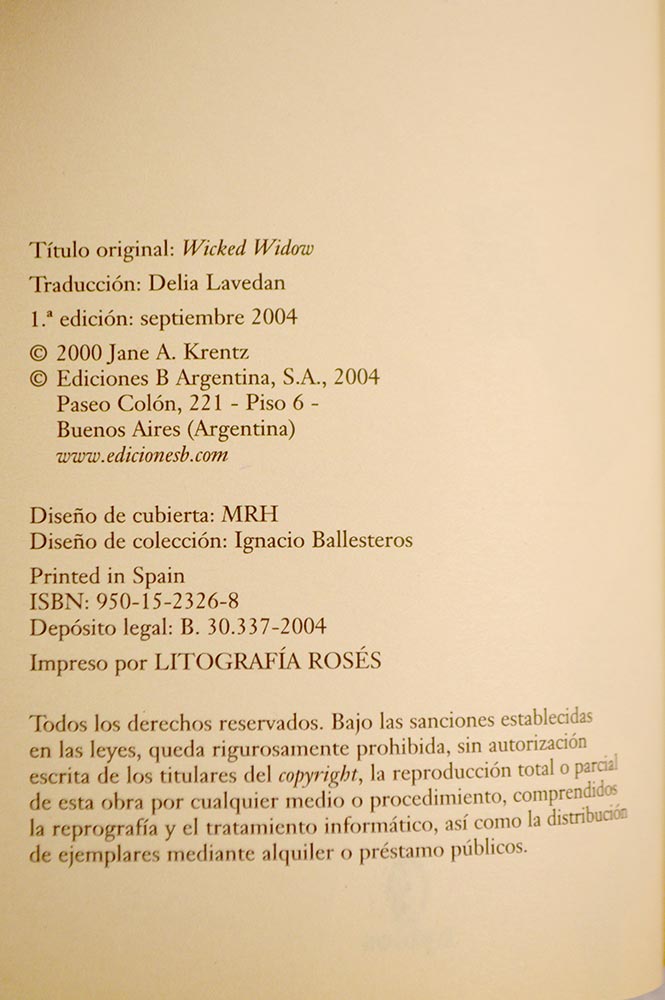 Título original: Wicked Widow
Traducción: Delia Lavedan
1.ª edición: septiembre 2004
© 2000 Jane A. Krentz
© Ediciones B Argentina, S.A., 2004
Paseo Colón, 221 - Piso 6 -
Buenos Aires (Argentina)
www.edicionesb.com
Diseño de cubierta: MRH
Diseño de colección: Ignacio Ballesteros
Printed in Spain
ISBN: 950-15-2326-8
Depósito legal: B. 30.337-2004
Impreso por LITOGRAFÍA ROSÉS
Todos los derechos reservados. Bajo las sanciones establecidas
en las leyes, queda rigurosamente prohibida, sin autorización
escrita de los titulares del copyright, la reproducción total o parcial
de esta obra por cualquier medio o procedimiento, comprendidos
la reprografía y el tratamiento informático, así como la distribución
de ejemplares mediante alquiler o préstamo públicos.